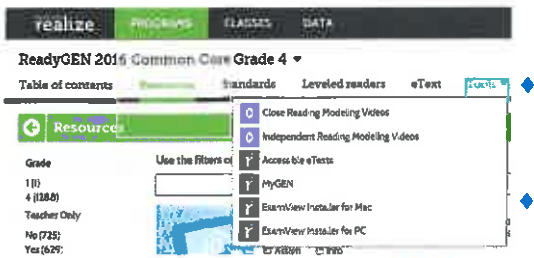 realize PROGRAMS CLASSES DATA
ReadyGEN 2016 Common Core Grade 4
Table of contents Resources Standards Leveled readers eText Tools
Resources
Close Reading Modeling Videos
Independent Reading Modeling Videos
Accessible eTexts
MyGEN
ExamView Installer for Mac
ExamView Installer for PC
Grade
1 (1)
4 (1288)
Teacher Only
No (725)
Yes (629)
Use the filters o
Info